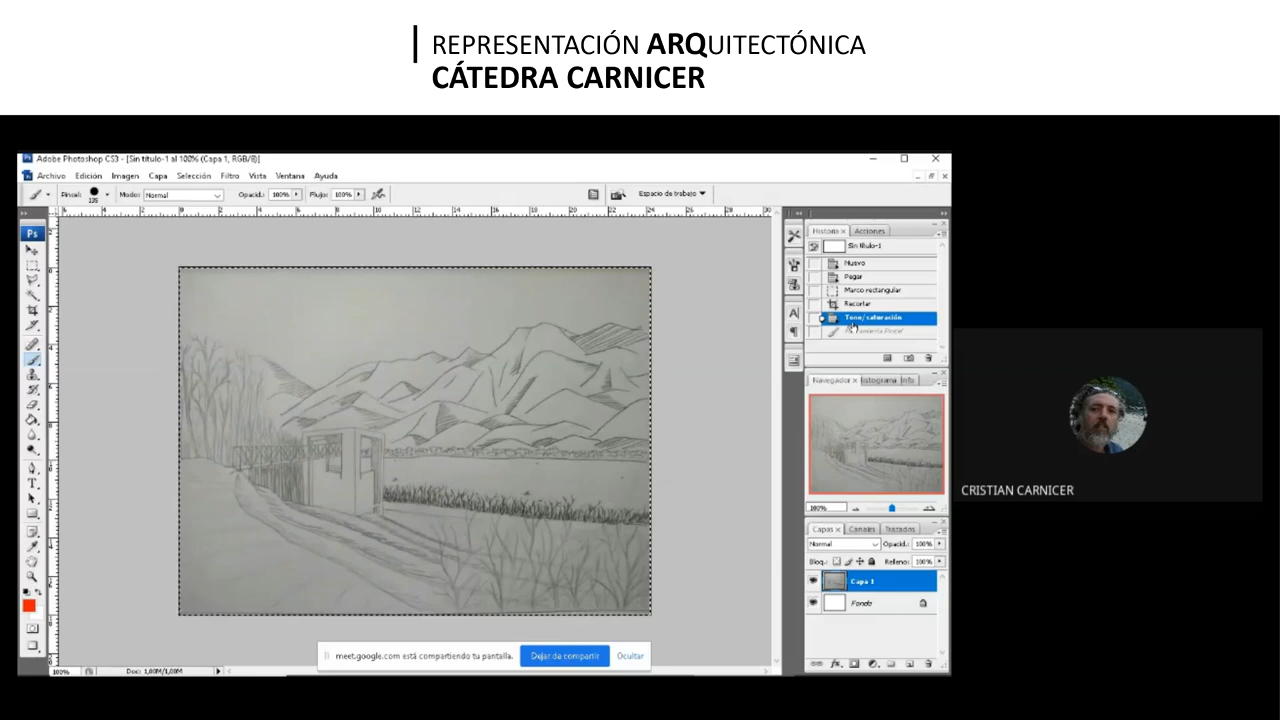 REPRESENTACIÓN ARQUITECTÓNICA
CÁTEDRA CARNICER
Adobe Photoshop CS3 - [Sin título-1 al 100% (Capa 1, RGB/8)]
Archivo Edición Imagen Capa Selección Filtro Vista Ventana Ayuda
Pincel: Modo: Normal Opacid.: 100% Flujo: 100% Espacio de trabajo
Ps
Historia Acciones
Sin título-1
Nuevo
Pegar
Marco rectangular
Recortar
Tono/saturación
Navegador Histograma Info
100%
Capas Canales Trazados
Normal Opacid.: 100%
Bloq.: Relleno: 100%
Capa 1
Fondo
CRISTIAN CARNICER
meet.google.com está compartiendo tu pantalla. Dejar de compartir Ocultar
100% Doc: 1,00M/1,00M